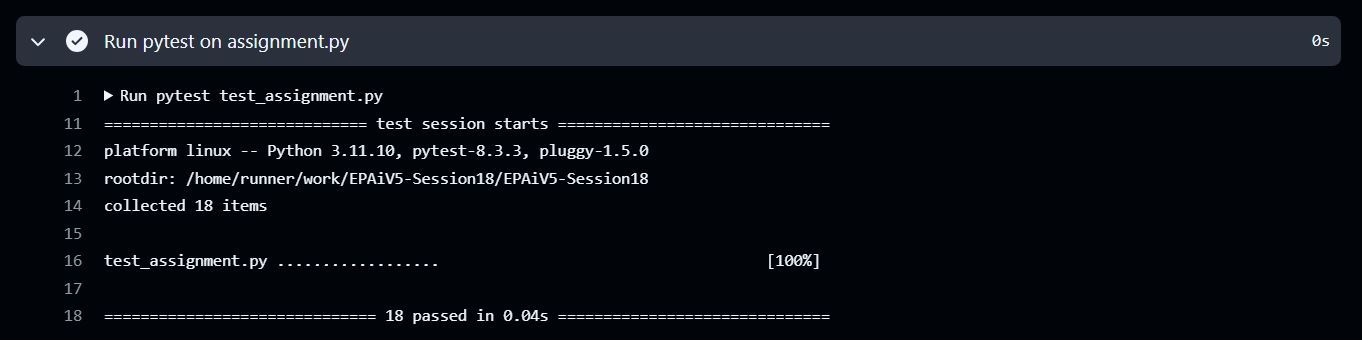 Run pytest on assignment.py 0s
1 Run pytest test_assignment.py
11 ============================= test session starts ==============================
12 platform linux -- Python 3.11.10, pytest-8.3.3, pluggy-1.5.0
13 rootdir: /home/runner/work/EPAiV5-Session18/EPAiV5-Session18
14 collected 18 items
15
16 test_assignment.py .................. [100%]
17
18 ============================== 18 passed in 0.04s ==============================